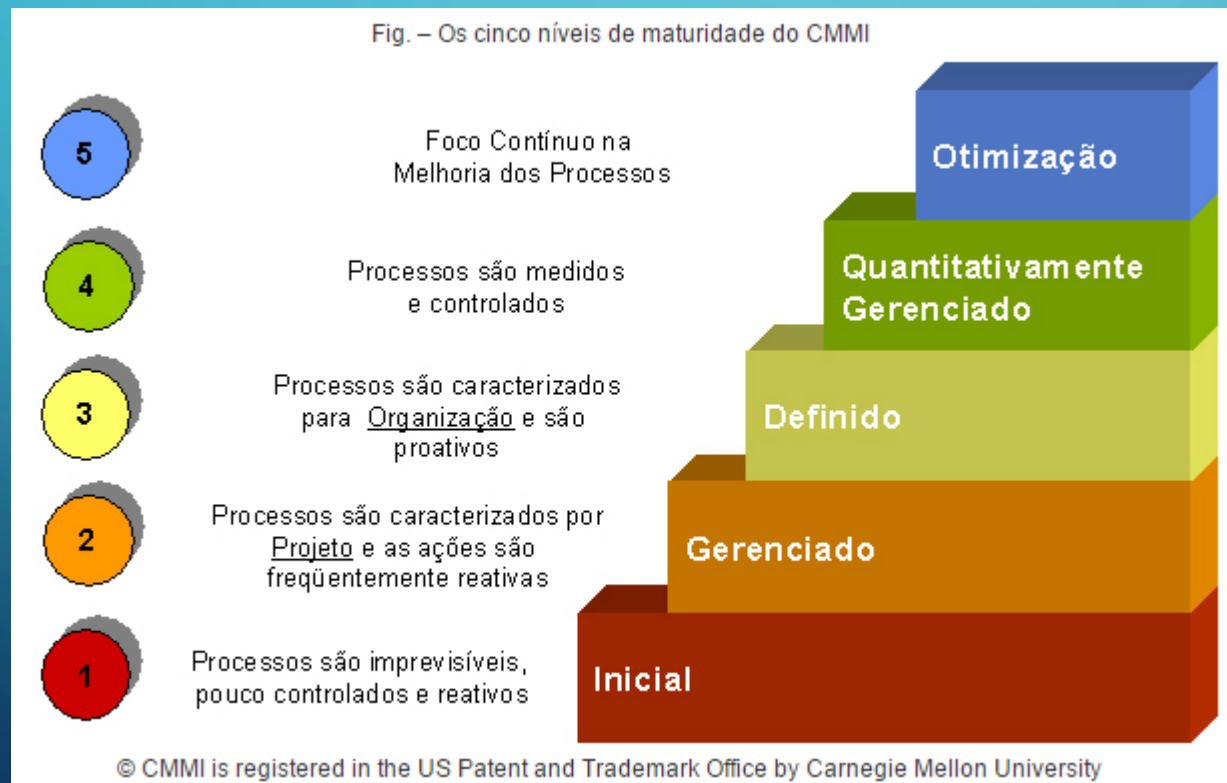 Fig. – Os cinco níveis de maturidade do CMMI
5
Foco Contínuo na
Melhoria dos Processos
Otimização
4
Processos são medidos
e controlados
Quantitativamente
Gerenciado
3
Processos são caracterizados
para Organização e são
proativos
Definido
2
Processos são caracterizados por
Projeto e as ações são
freqüentemente reativas
Gerenciado
1
Processos são imprevisíveis,
pouco controlados e reativos
Inicial
© CMMI is registered in the US Patent and Trademark Office by Carnegie Mellon University